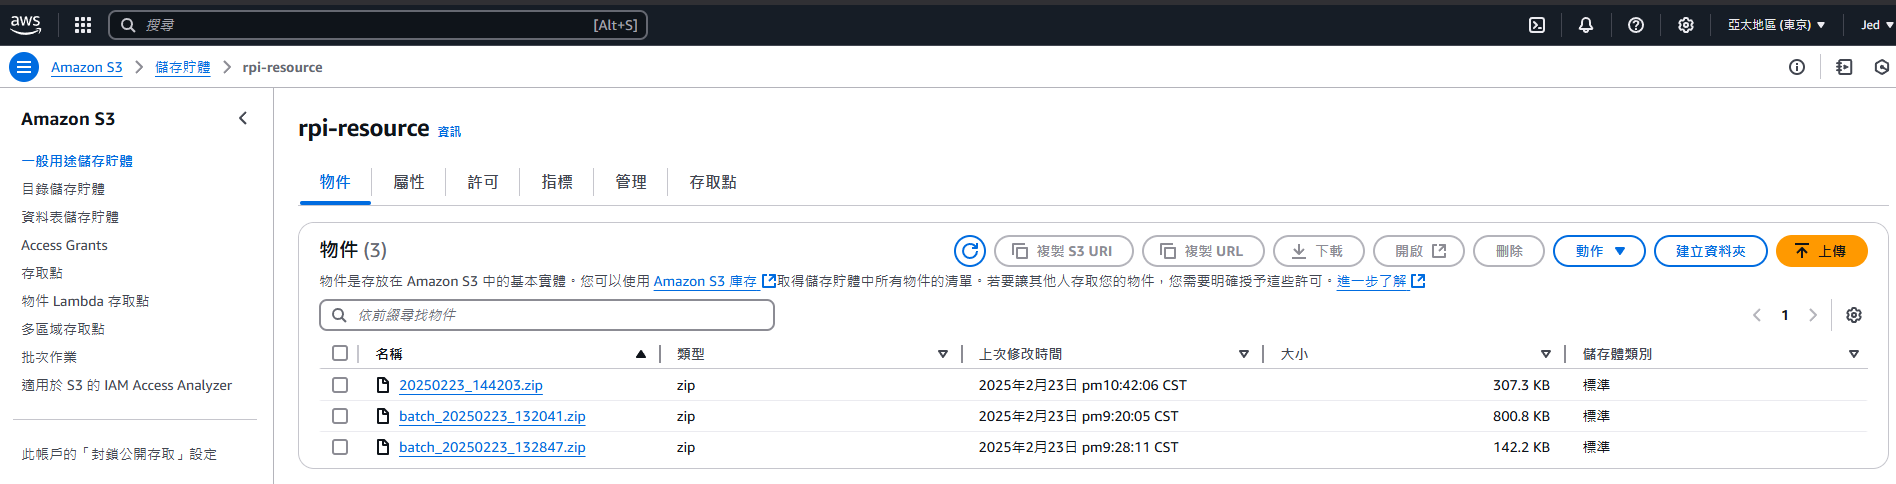 aws
搜尋 [Alt+S] 亞太地區 (東京) Jed
Amazon S3 儲存貯體 rpi-resource
Amazon S3
一般用途儲存貯體
目錄儲存貯體
資料表儲存貯體
Access Grants
存取點
物件 Lambda 存取點
多區域存取點
批次作業
適用於 S3 的 IAM Access Analyzer
此帳戶的「封鎖公開存取」設定
rpi-resource 資訊
物件 屬性 許可 指標 管理 存取點
物件 (3) 複製 S3 URI 複製 URL 下載 開啟 刪除 動作 建立資料夾 上傳
物件是存放在 Amazon S3 中的基本實體。您可以使用 Amazon S3 庫存 取得儲存貯體中所有物件的清單。若要讓其他人存取您的物件，您需要明確授予這些許可。進一步了解
依前綴尋找物件 1
名稱 類型 上次修改時間 大小 儲存體類別
20250223_144203.zip zip 2025年2月23日 pm10:42:06 CST 307.3 KB 標準
batch_20250223_132041.zip zip 2025年2月23日 pm9:20:05 CST 800.8 KB 標準
batch_20250223_132847.zip zip 2025年2月23日 pm9:28:11 CST 142.2 KB 標準